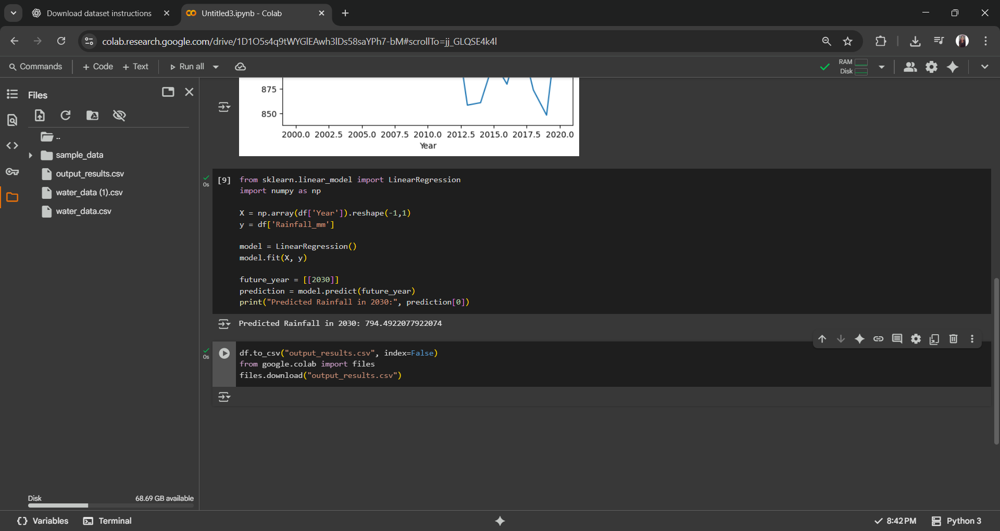 Download dataset instructions
Untitled3.ipynb - Colab
colab.research.google.com/drive/1D1O5s4q9tWYGlEAwh3lDs58saYPh7-bM#scrollTo=jj_GLQSE4k4l
Commands + Code + Text Run all
RAM
Disk
Files
..
sample_data
output_results.csv
water_data (1).csv
water_data.csv
Disk 68.69 GB available
875
850
2000.0 2002.5 2005.0 2007.5 2010.0 2012.5 2015.0 2017.5 2020.0
Year
0s
[9] from sklearn.linear_model import LinearRegression
import numpy as np
X = np.array(df['Year']).reshape(-1,1)
y = df['Rainfall_mm']
model = LinearRegression()
model.fit(X, y)
future_year = [[2030]]
prediction = model.predict(future_year)
print("Predicted Rainfall in 2030:", prediction[0])
Predicted Rainfall in 2030: 794.4922077922074
0s
df.to_csv("output_results.csv", index=False)
from google.colab import files
files.download("output_results.csv")
Variables Terminal
8:42 PM Python 3